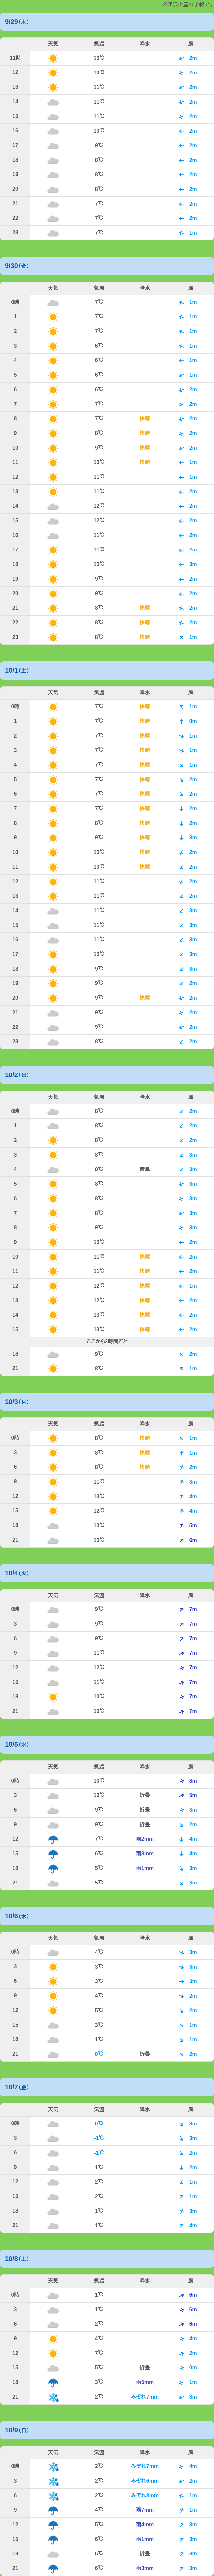 ※涸沢小屋の予報です
9/29(木)
天気 気温 降水 風
11時 10℃ 2m
12 10℃ 2m
13 11℃ 2m
14 11℃ 2m
15 11℃ 2m
16 10℃ 2m
17 9℃ 2m
18 8℃ 2m
19 8℃ 2m
20 8℃ 2m
21 7℃ 2m
22 7℃ 2m
23 7℃ 1m
9/30(金)
天気 気温 降水 風
0時 7℃ 1m
1 7℃ 1m
2 7℃ 1m
3 6℃ 1m
4 6℃ 1m
5 6℃ 1m
6 6℃ 2m
7 7℃ 2m
8 7℃ 快晴 1m
9 8℃ 快晴 2m
10 9℃ 快晴 2m
11 10℃ 快晴 1m
12 11℃ 1m
13 11℃ 2m
14 12℃ 2m
15 12℃ 2m
16 11℃ 2m
17 11℃ 2m
18 10℃ 3m
19 9℃ 2m
20 9℃ 2m
21 8℃ 快晴 2m
22 8℃ 快晴 2m
23 8℃ 快晴 1m
10/1(土)
天気 気温 降水 風
0時 7℃ 快晴 1m
1 7℃ 快晴 0m
2 7℃ 快晴 1m
3 7℃ 快晴 1m
4 7℃ 快晴 1m
5 7℃ 快晴 2m
6 7℃ 快晴 2m
7 7℃ 快晴 2m
8 8℃ 快晴 2m
9 9℃ 快晴 3m
10 10℃ 快晴 2m
11 10℃ 快晴 2m
12 11℃ 2m
13 11℃ 2m
14 11℃ 3m
15 11℃ 3m
16 11℃ 3m
17 10℃ 3m
18 9℃ 3m
19 9℃ 2m
20 9℃ 快晴 2m
21 9℃ 2m
22 9℃ 2m
23 8℃ 2m
10/2(日)
天気 気温 降水 風
0時 8℃ 2m
1 8℃ 2m
2 8℃ 2m
3 8℃ 3m
4 8℃ 薄曇 3m
5 8℃ 3m
6 8℃ 3m
7 8℃ 3m
8 9℃ 3m
9 10℃ 2m
10 11℃ 快晴 2m
11 11℃ 快晴 2m
12 12℃ 快晴 1m
13 12℃ 快晴 2m
14 13℃ 快晴 2m
15 13℃ 快晴 2m
ここから3時間ごと
18 9℃ 2m
21 8℃ 1m
10/3(月)
天気 気温 降水 風
0時 8℃ 快晴 1m
3 8℃ 快晴 1m
6 8℃ 快晴 2m
9 11℃ 3m
12 13℃ 4m
15 12℃ 4m
18 10℃ 5m
21 10℃ 6m
10/4(火)
天気 気温 降水 風
0時 9℃ 7m
3 9℃ 7m
6 9℃ 7m
9 11℃ 7m
12 12℃ 7m
15 11℃ 7m
18 10℃ 7m
21 10℃ 7m
10/5(水)
天気 気温 降水 風
0時 10℃ 8m
3 10℃ 折曇 5m
6 9℃ 折曇 3m
9 9℃ 折曇 2m
12 7℃ 雨2mm 4m
15 6℃ 雨3mm 4m
18 5℃ 雨1mm 3m
21 5℃ 3m
10/6(木)
天気 気温 降水 風
0時 4℃ 3m
3 3℃ 3m
6 3℃ 3m
9 4℃ 2m
12 5℃ 2m
15 3℃ 1m
18 1℃ 1m
21 0℃ 折曇 2m
10/7(金)
天気 気温 降水 風
0時 0℃ 3m
3 -1℃ 3m
6 -1℃ 2m
9 1℃ 2m
12 2℃ 1m
15 2℃ 1m
18 1℃ 3m
21 1℃ 4m
10/8(土)
天気 気温 降水 風
0時 1℃ 6m
3 1℃ 6m
6 2℃ 6m
9 4℃ 4m
12 7℃ 2m
15 5℃ 折曇 0m
18 3℃ 雨5mm 1m
21 2℃ みぞれ7mm 3m
10/9(日)
天気 気温 降水 風
0時 2℃ みぞれ7mm 4m
3 2℃ みぞれ8mm 2m
6 2℃ みぞれ8mm 1m
9 4℃ 雨7mm 1m
12 5℃ 雨4mm 3m
15 6℃ 雨1mm 3m
18 6℃ 折曇 3m
21 6℃ 雨3mm 3m